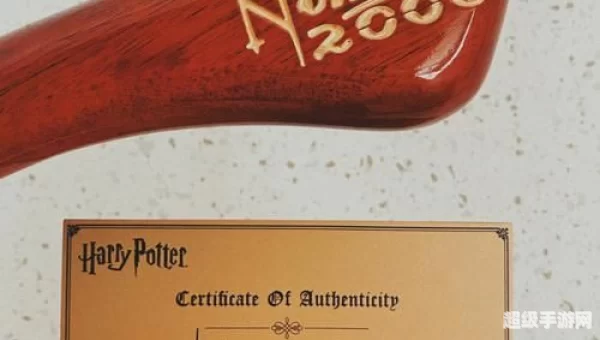 2000
Harry Potter
Certificate Of Authenticity
超级手游网